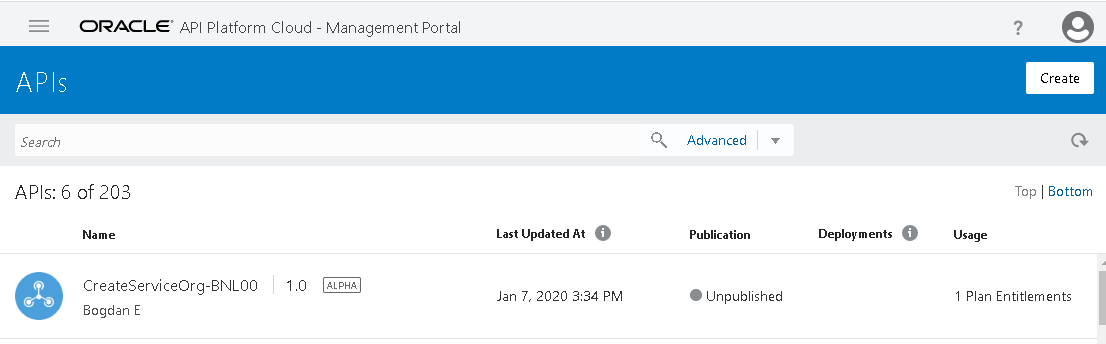 ORACLE® API Platform Cloud - Management Portal ?
APIs Create
Search Advanced
APIs: 6 of 203 Top | Bottom
Name Last Updated At i Publication Deployments i Usage
CreateServiceOrg-BNL00 1.0 ALPHA
Bogdan E
Jan 7, 2020 3:34 PM Unpublished 1 Plan Entitlements